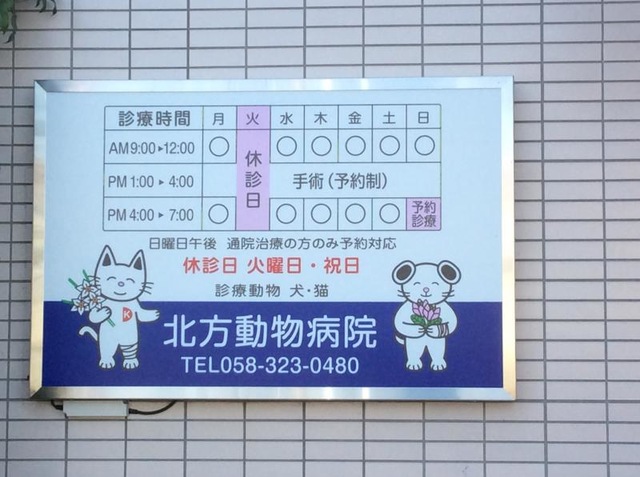 診療時間 月 火 水 木 金 土 日
AM9:00▸12:00 ○ 休診日 ○ ○ ○ ○ ○
PM 1:00 ▸ 4:00 手術(予約制)
PM 4:00 ▸ 7:00 ○ ○ ○ ○ ○ 予約診療
日曜日午後 通院治療の方のみ予約対応
休診日 火曜日・祝日
診療動物 犬・猫
K
北方動物病院
TEL058-323-0480